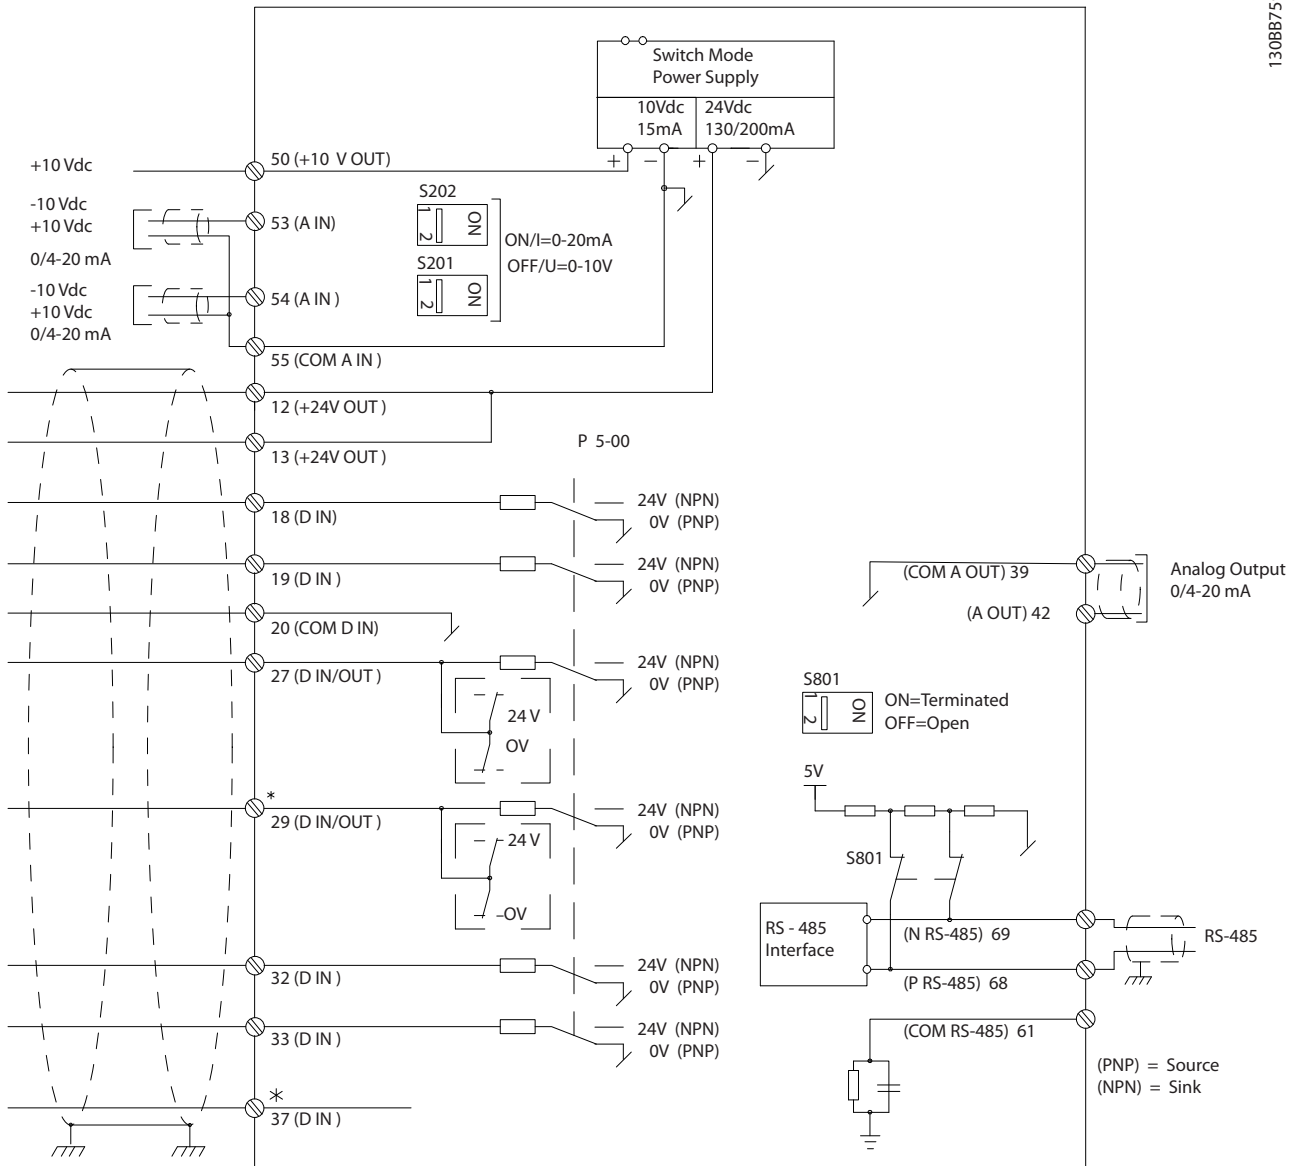 130BB75
Switch Mode
Power Supply
10Vdc
15mA
24Vdc
130/200mA
+ − + −
+10 Vdc
50 (+10 V OUT)
-10 Vdc
+10 Vdc
0/4-20 mA
53 (A IN)
S202
1
2
ON
ON/I=0-20mA
OFF/U=0-10V
S201
1
2
ON
-10 Vdc
+10 Vdc
0/4-20 mA
54 (A IN )
55 (COM A IN )
12 (+24V OUT )
13 (+24V OUT )
P 5-00
18 (D IN)
24V (NPN)
0V (PNP)
19 (D IN )
24V (NPN)
0V (PNP)
20 (COM D IN)
27 (D IN/OUT )
24V (NPN)
0V (PNP)
24 V
OV
*
29 (D IN/OUT )
24V (NPN)
0V (PNP)
24 V
OV
32 (D IN )
24V (NPN)
0V (PNP)
33 (D IN )
24V (NPN)
0V (PNP)
*
37 (D IN )
(COM A OUT) 39
(A OUT) 42
Analog Output
0/4-20 mA
S801
1
2
ON
ON=Terminated
OFF=Open
5V
S801
RS - 485
Interface
(N RS-485) 69
(P RS-485) 68
RS-485
(COM RS-485) 61
(PNP) = Source
(NPN) = Sink